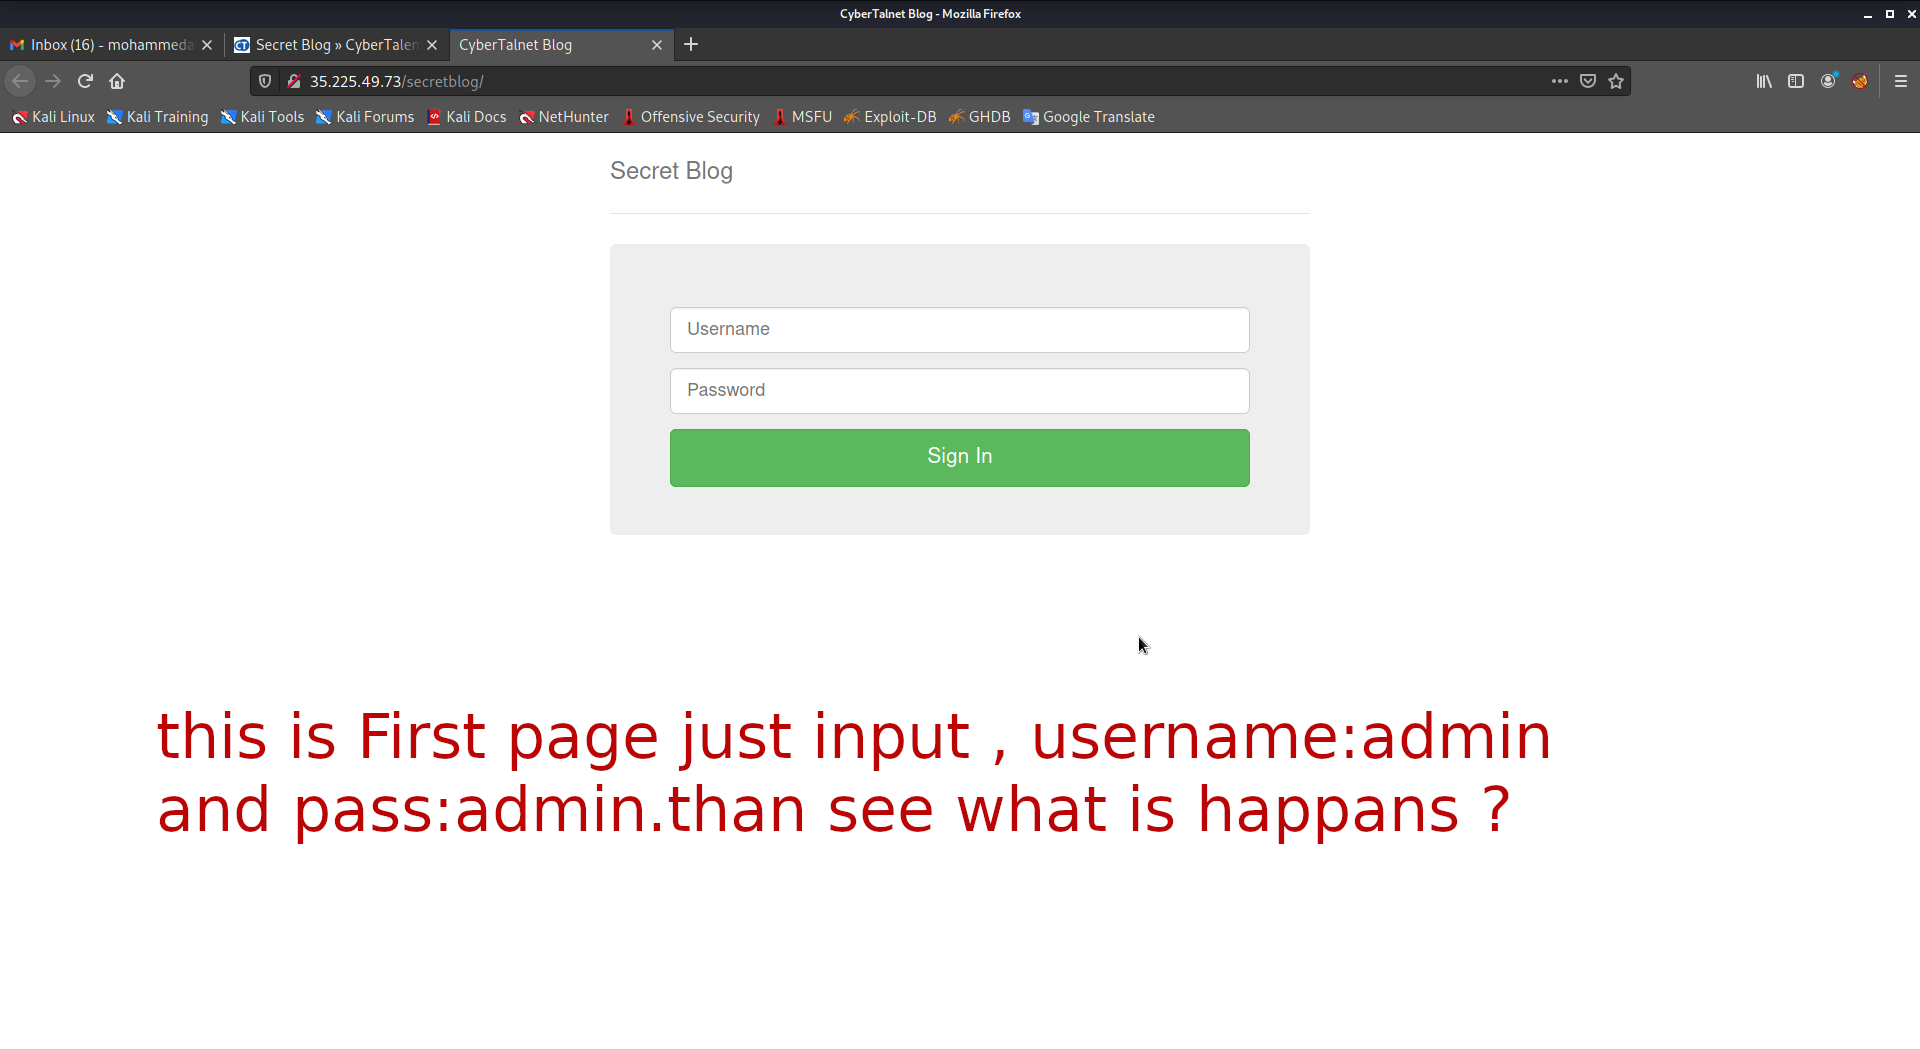 CyberTalnet Blog - Mozilla Firefox
Inbox (16) - mohammeda
Secret Blog » CyberTalen
CyberTalnet Blog
35.225.49.73/secretblog/
Kali Linux Kali Training Kali Tools Kali Forums Kali Docs NetHunter Offensive Security MSFU Exploit-DB GHDB Google Translate
Secret Blog
Username
Password
Sign In
this is First page just input , username:admin
and pass:admin.than see what is happans ?